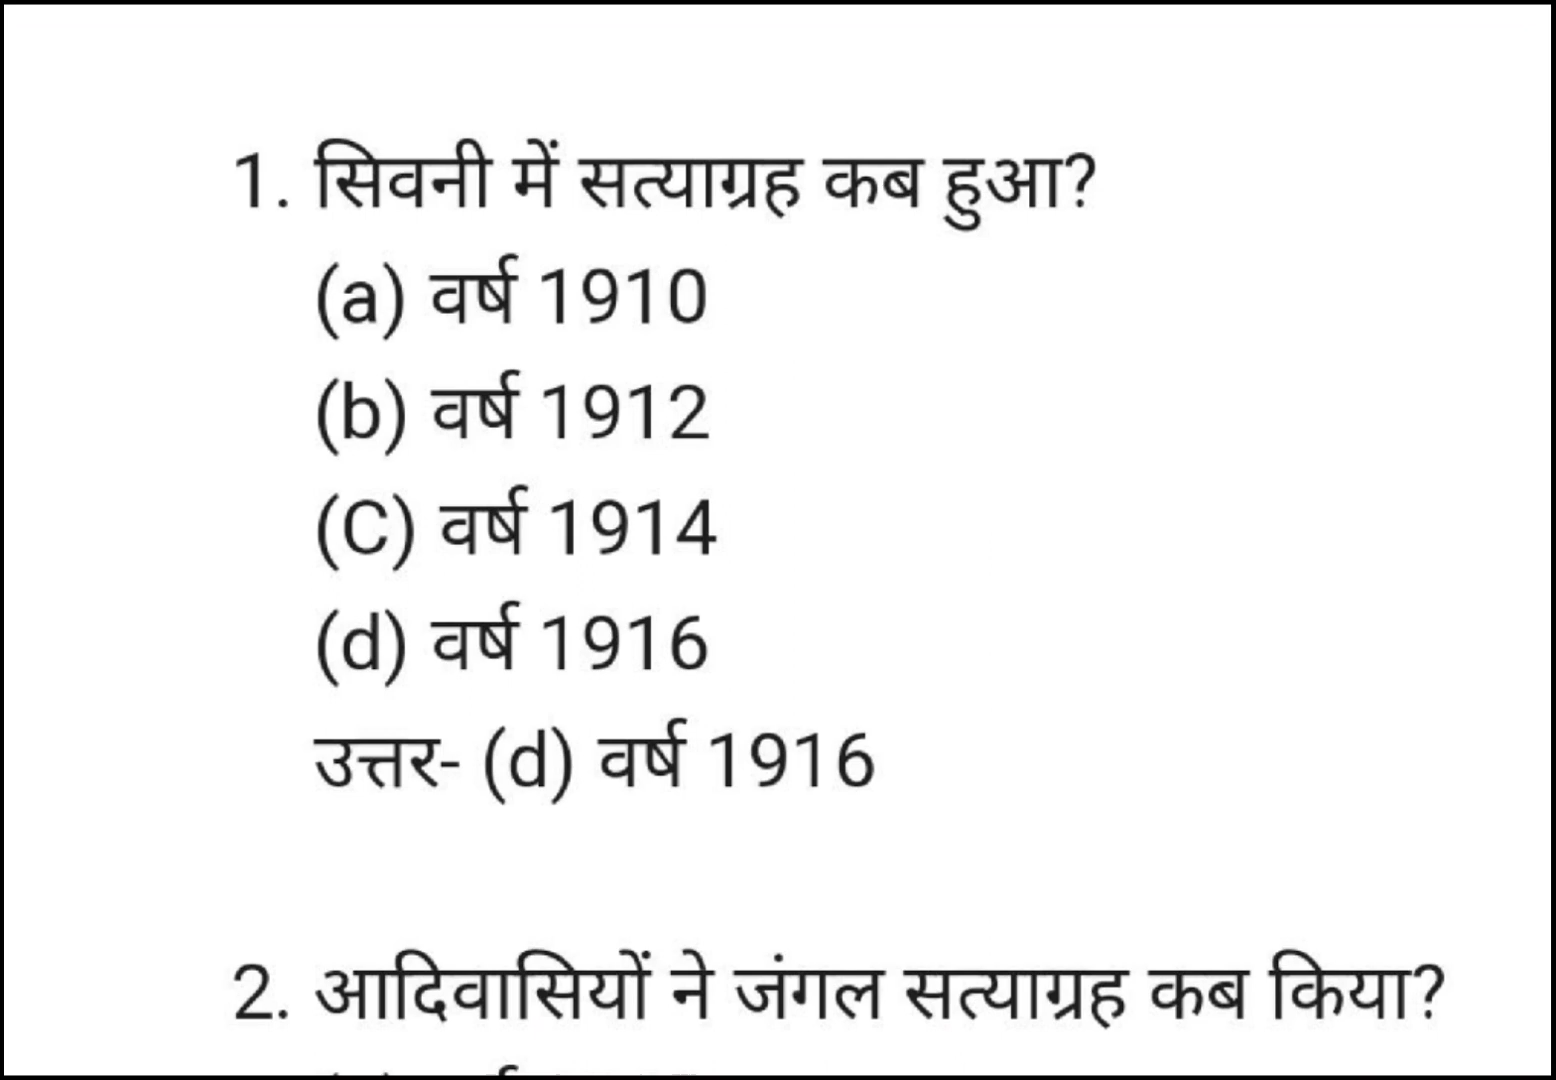 1. सिवनी में सत्याग्रह कब हुआ?
(a) वर्ष 1910
(b) वर्ष 1912
(C) वर्ष 1914
(d) वर्ष 1916
उत्तर- (d) वर्ष 1916
2. आदिवासियों ने जंगल सत्याग्रह कब किया?